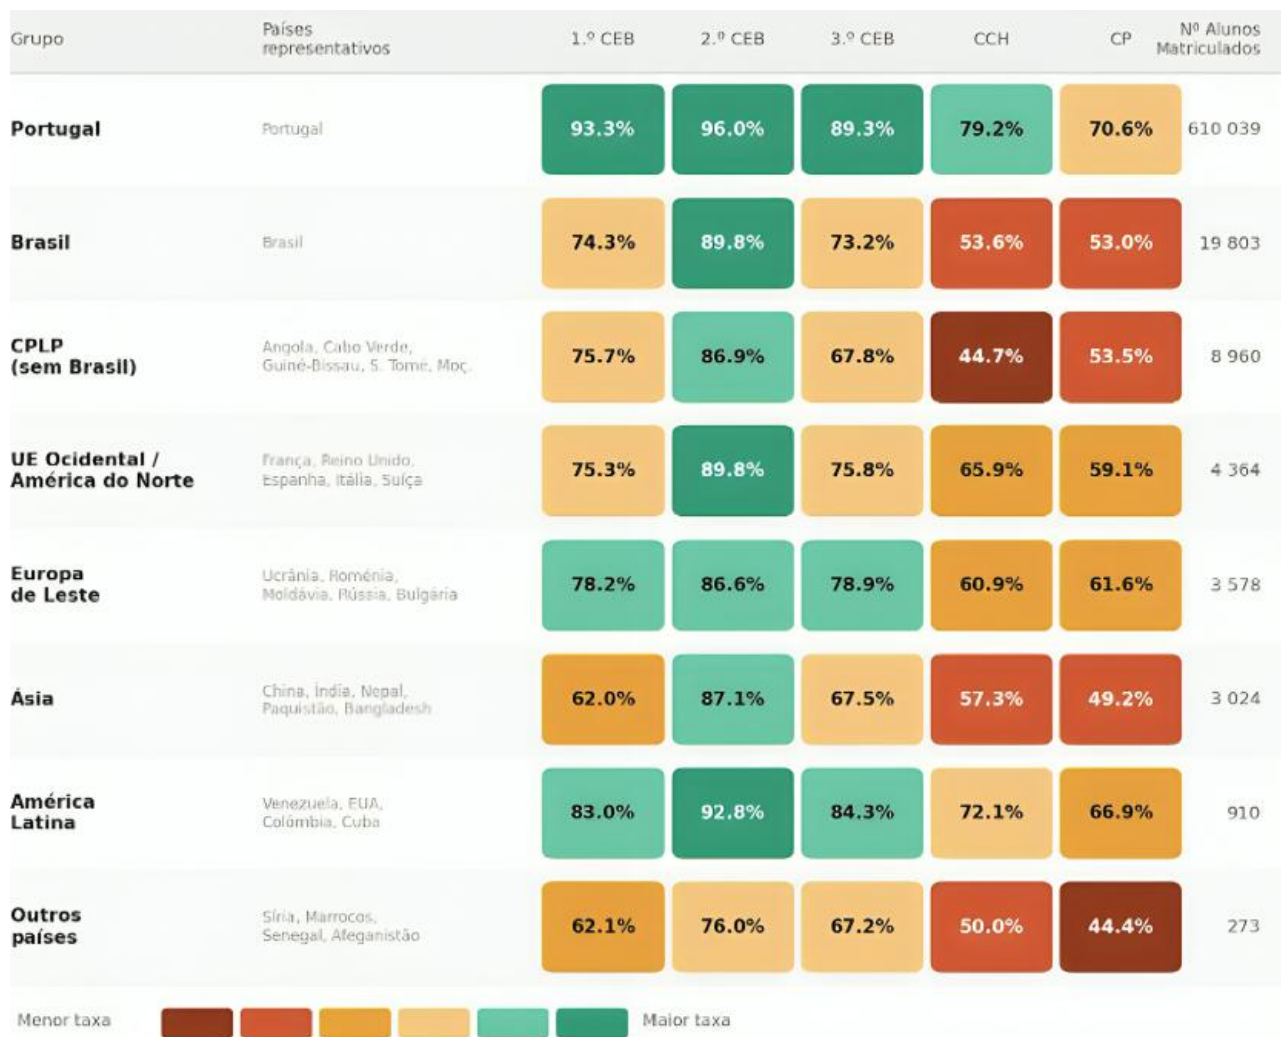 Grupo
Países
representativos
1.º CEB
2.º CEB
3.º CEB
CCH
CP
Nº Alunos
Matriculados
Portugal
Portugal
93.3%
96.0%
89.3%
79.2%
70.6%
610 039
Brasil
Brasil
74.3%
89.8%
73.2%
53.6%
53.0%
19 803
CPLP
(sem Brasil)
Angola, Cabo Verde,
Guiné-Bissau, S. Tomé, Moç.
75.7%
86.9%
67.8%
44.7%
53.5%
8 960
UE Ocidental /
América do Norte
França, Reino Unido,
Espanha, Itália, Suíça
75.3%
89.8%
75.8%
65.9%
59.1%
4 364
Europa
de Leste
Ucrânia, Roménia,
Moldávia, Rússia, Bulgária
78.2%
86.6%
78.9%
60.9%
61.6%
3 578
Ásia
China, Índia, Nepal,
Paquistão, Bangladesh
62.0%
87.1%
67.5%
57.3%
49.2%
3 024
América
Latina
Venezuela, EUA,
Colômbia, Cuba
83.0%
92.8%
84.3%
72.1%
66.9%
910
Outros
países
Síria, Marrocos,
Senegal, Afeganistão
62.1%
76.0%
67.2%
50.0%
44.4%
273
Menor taxa
Maior taxa